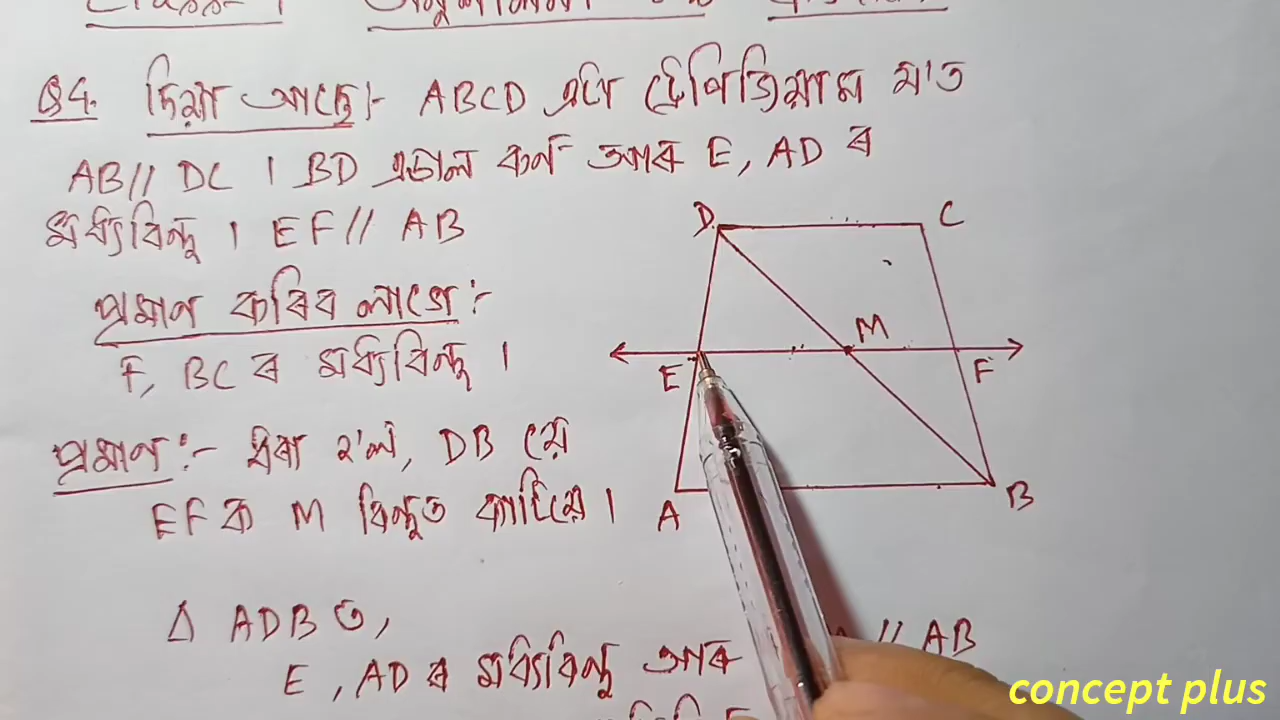 Q4. দিয়া আছে:- ABCD এটা ট্ৰেপিজিয়াম য'ত
AB // DC । BD এডাল কৰ্ণ আৰু E, AD ৰ
মধ্যবিন্দু । EF // AB
প্ৰমাণ কৰিব লাগে:-
F, BC ৰ মধ্যবিন্দু ।
প্ৰমাণ:- ধৰা হ'ল, DB য়ে
EF ক M বিন্দুত কাটিছে ।
Δ ADB ত,
E, AD ৰ মধ্যবিন্দু আৰু // AB
D C
M
E F
A B
concept plus